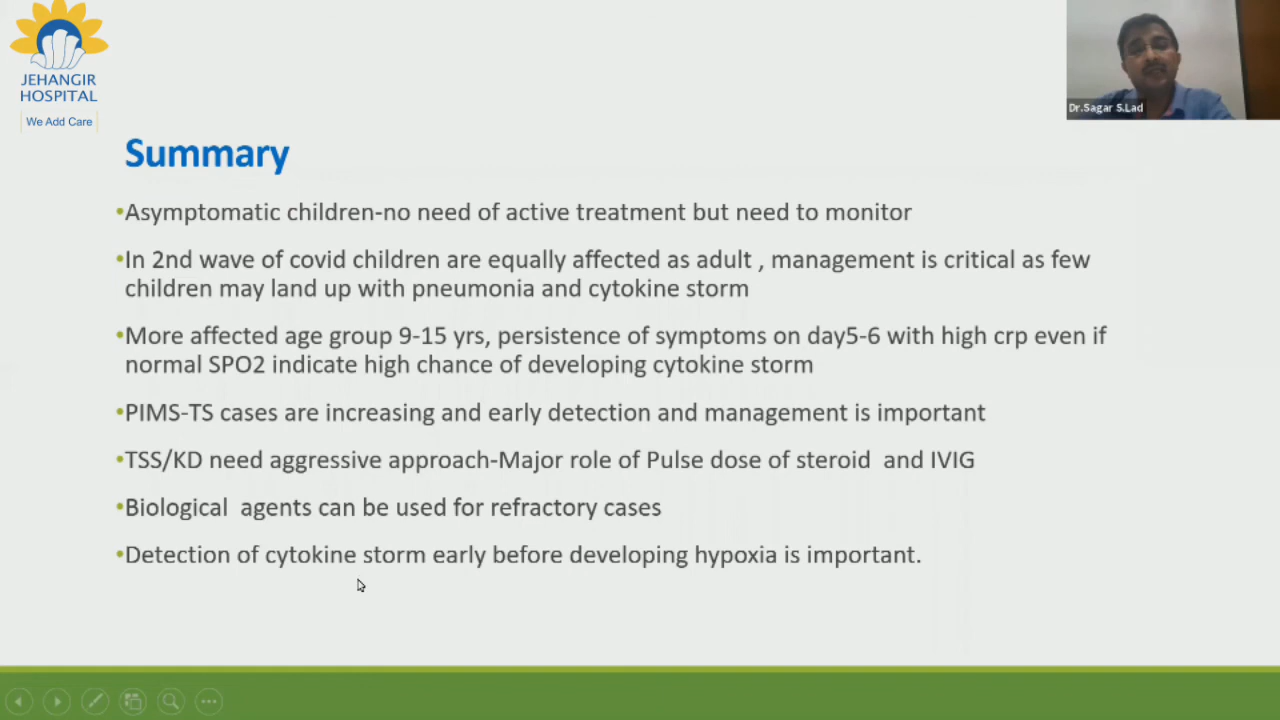 JEHANGIR
HOSPITAL
We Add Care
Dr.Sagar S.Lad
Summary
•Asymptomatic children-no need of active treatment but need to monitor
•In 2nd wave of covid children are equally affected as adult , management is critical as few
children may land up with pneumonia and cytokine storm
•More affected age group 9-15 yrs, persistence of symptoms on day5-6 with high crp even if
normal SPO2 indicate high chance of developing cytokine storm
•PIMS-TS cases are increasing and early detection and management is important
•TSS/KD need aggressive approach-Major role of Pulse dose of steroid  and IVIG
•Biological  agents can be used for refractory cases
•Detection of cytokine storm early before developing hypoxia is important.